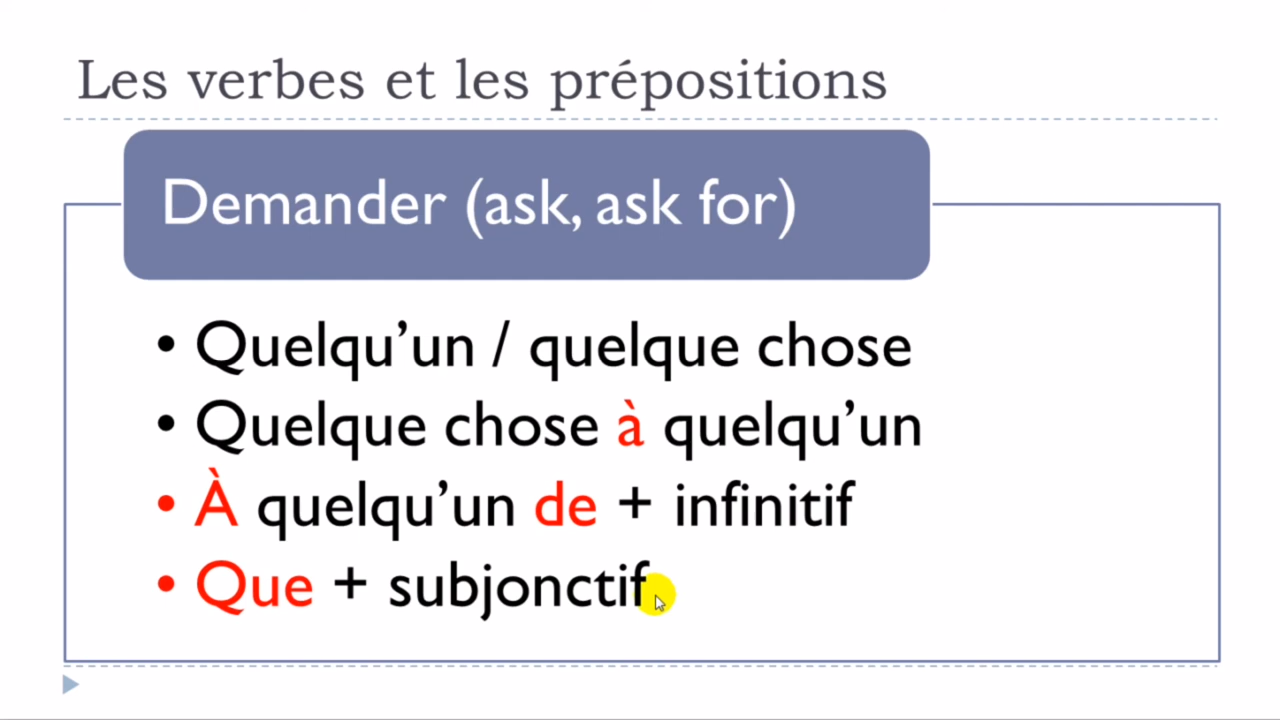 Les verbes et les prépositions
Demander (ask, ask for)
• Quelqu’un / quelque chose
• Quelque chose à quelqu’un
• À quelqu’un de + infinitif
• Que + subjonctif